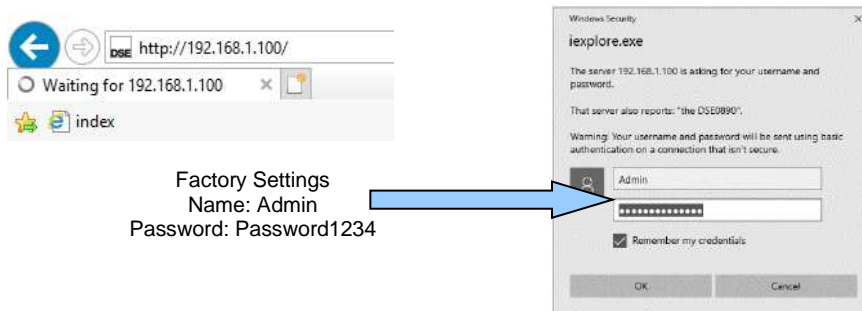 DSE http://192.168.1.100/
Waiting for 192.168.1.100
index
Factory Settings
Name: Admin
Password: Password1234
Windows Security
iexplore.exe
The server 192.168.1.100 is asking for your username and
password.
That server also reports: "the DSE0890".
Warning: Your username and password will be sent using basic
authentication on a connection that isn't secure.
Admin
••••••••••••••
Remember my credentials
OK Cancel